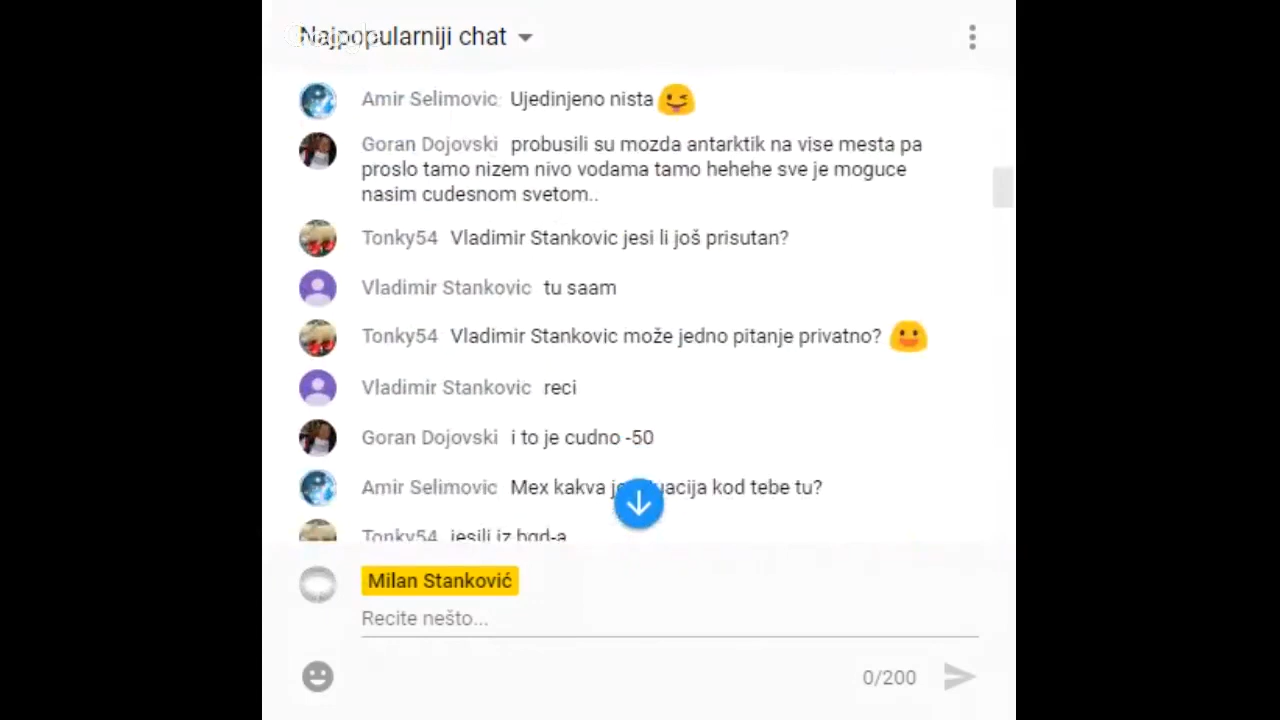 Najpopularniji chat
Amir Selimovic Ujedinjeno nista
Goran Dojovski probusili su mozda antarktik na vise mesta pa
proslo tamo nizem nivo vodama tamo hehehe sve je moguce
nasim cudesnom svetom..
Tonky54 Vladimir Stankovic jesi li još prisutan?
Vladimir Stankovic tu saam
Tonky54 Vladimir Stankovic može jedno pitanje privatno?
Vladimir Stankovic reci
Goran Dojovski i to je cudno -50
Amir Selimovic Mex kakva kod tebe tu?
Tonky54 jesili iz bgd-a
Milan Stanković
Recite nešto...
0/200